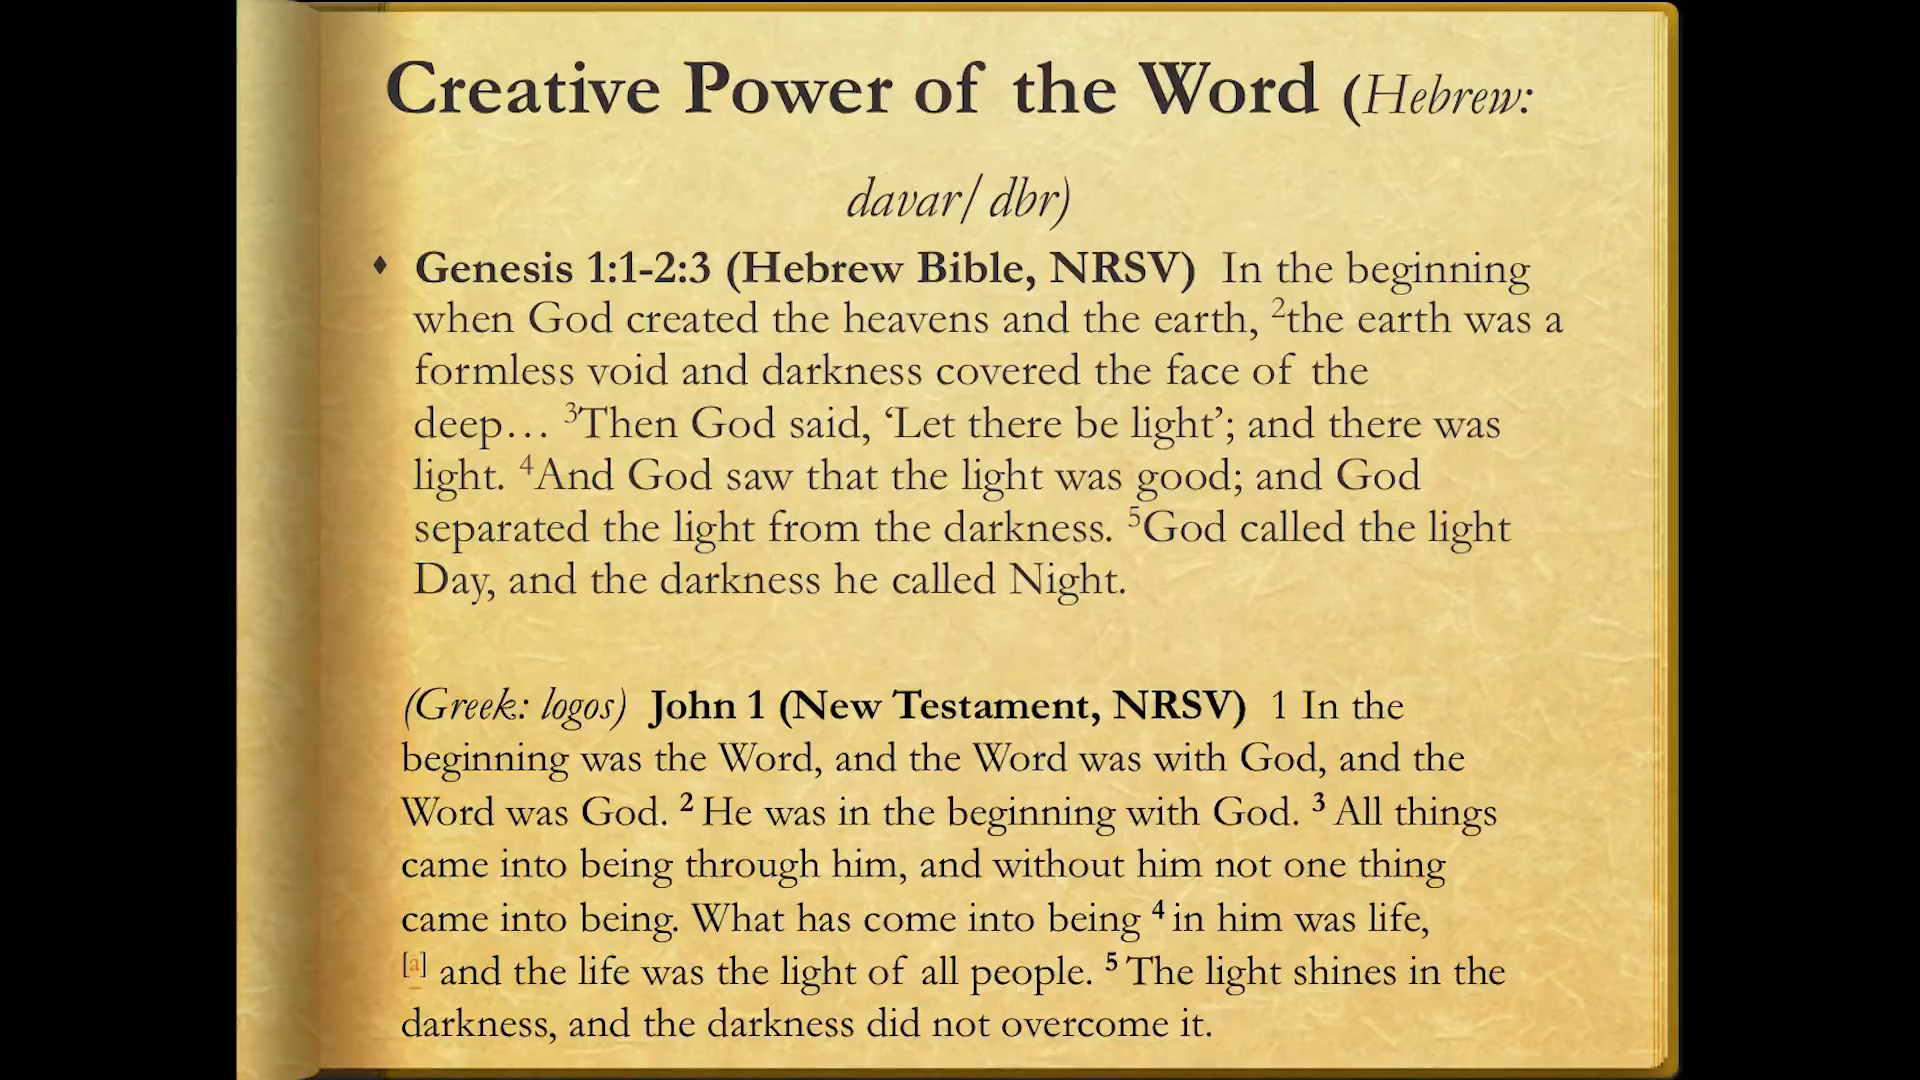 Creative Power of the Word (Hebrew:
davar/ dbr)
♦ Genesis 1:1-2:3 (Hebrew Bible, NRSV) In the beginning
when God created the heavens and the earth, ²the earth was a
formless void and darkness covered the face of the
deep… ³Then God said, ‘Let there be light’; and there was
light. ⁴And God saw that the light was good; and God
separated the light from the darkness. ⁵God called the light
Day, and the darkness he called Night.
(Greek: logos) John 1 (New Testament, NRSV) 1 In the
beginning was the Word, and the Word was with God, and the
Word was God. ² He was in the beginning with God. ³ All things
came into being through him, and without him not one thing
came into being. What has come into being ⁴ in him was life,
[a] and the life was the light of all people. ⁵ The light shines in the
darkness, and the darkness did not overcome it.